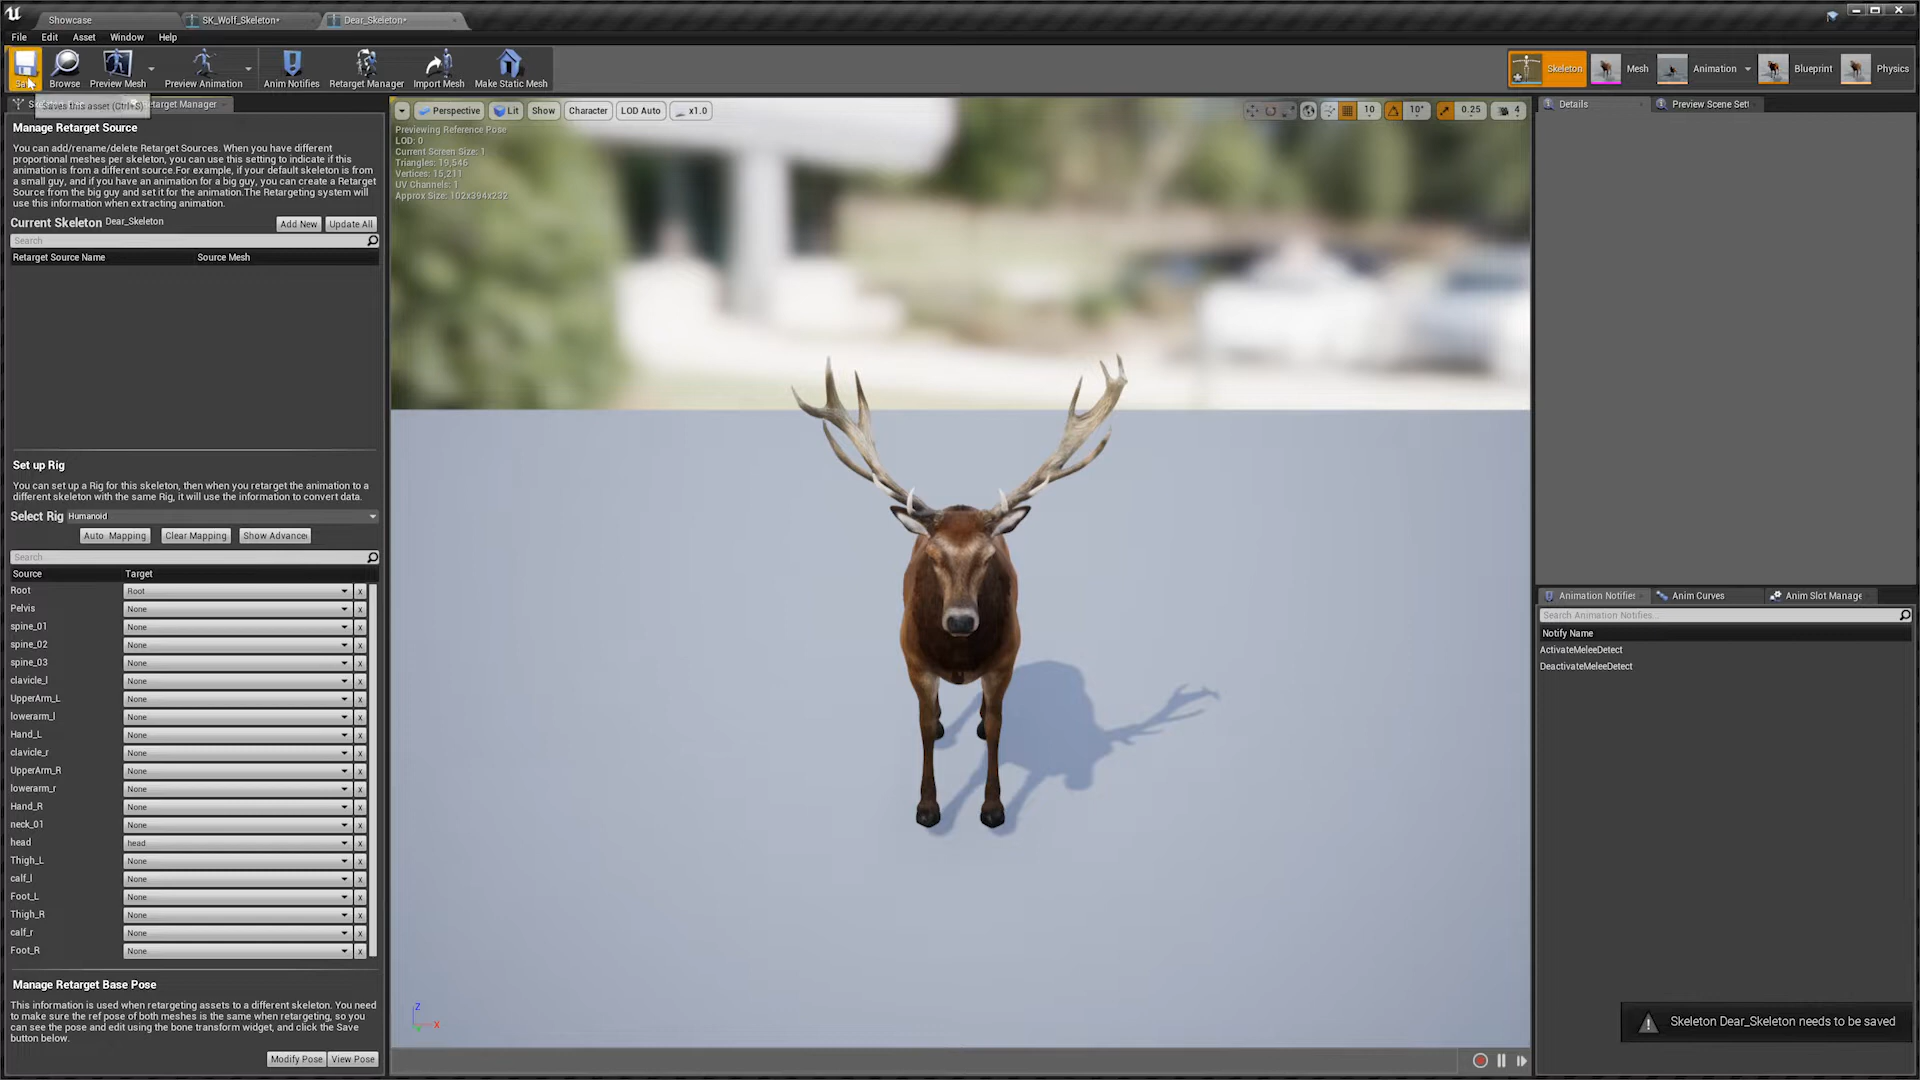 Showcase
SK_Wolf_Skeleton*
Dear_Skeleton*
File Edit Asset Window Help
Browse Preview Mesh Preview Animation Anim Notifies Retarget Manager Import Mesh Make Static Mesh
Skeleton Mesh Animation Blueprint Physics
Saves this asset (Ctrl+S)
Retarget Manager
Manage Retarget Source
You can add/rename/delete Retarget Sources. When you have different
proportional meshes per skeleton, you can use this setting to indicate if this
animation is from a different source.For example, if your default skeleton is from
a small guy, and if you have an animation for a big guy, you can create a Retarget
Source from the big guy and set it for the animation.The Retargeting system will
use this information when extracting animation.
Current Skeleton Dear_Skeleton Add New Update All
Search
Retarget Source Name Source Mesh
Set up Rig
You can set up a Rig for this skeleton, then when you retarget the animation to a
different skeleton with the same Rig, it will use the information to convert data.
Select Rig Humanoid
Auto Mapping Clear Mapping Show Advance
Search
Source Target
Root Root x
Pelvis None x
spine_01 None x
spine_02 None x
spine_03 None x
clavicle_l None x
UpperArm_L None x
lowerarm_l None x
Hand_L None x
clavicle_r None x
UpperArm_R None x
lowerarm_r None x
Hand_R None x
neck_01 None x
head head x
Thigh_L None x
calf_l None x
Foot_L None x
Thigh_R None x
calf_r None x
Foot_R None x
Manage Retarget Base Pose
This information is used when retargeting assets to a different skeleton. You need
to make sure the ref pose of both meshes is the same when retargeting, so you
can see the pose and edit using the bone transform widget, and click the Save
button below.
Modify Pose View Pose
Perspective Lit Show Character LOD Auto x1.0
10 10° 0.25 4
Previewing Reference Pose
LOD: 0
Current Screen Size: 1
Triangles: 19,546
Vertices: 15,211
UV Channels: 1
Approx Size: 102x394x232
Z
X
Details
Preview Scene Setti
Animation Notifies
Anim Curves
Anim Slot Manage
Search Animation Notifies...
Notify Name
ActivateMeleeDetect
DeactivateMeleeDetect
Skeleton Dear_Skeleton needs to be saved